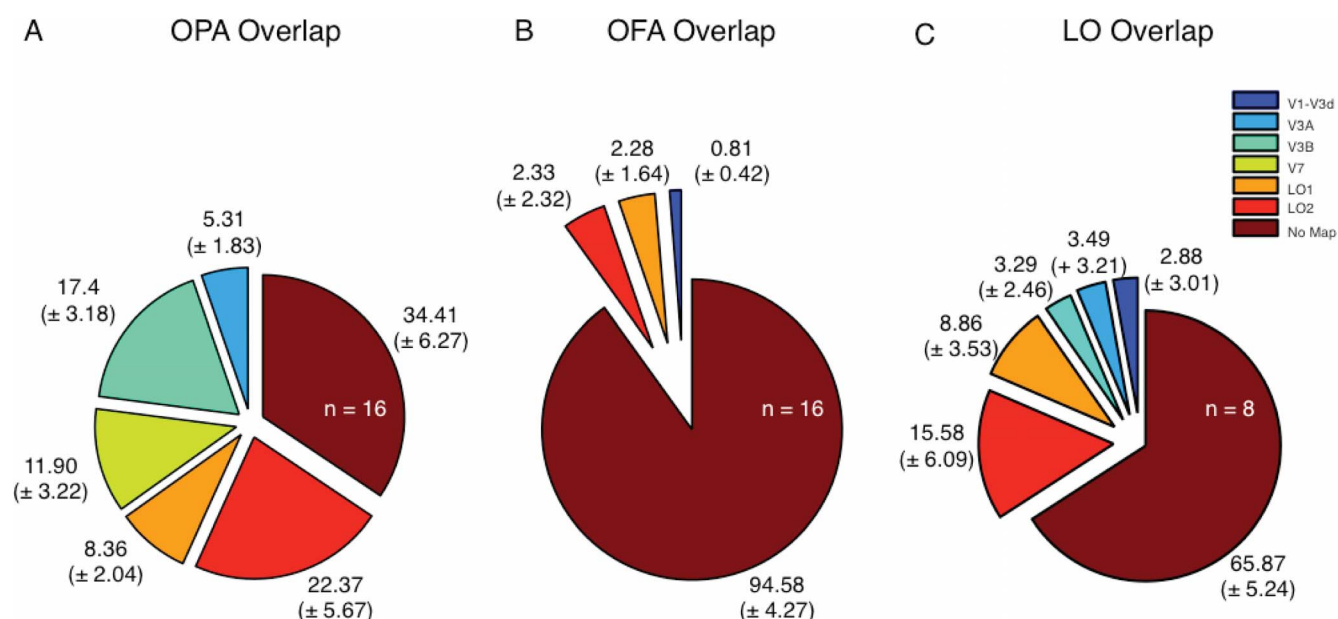 A
OPA Overlap
5.31
(± 1.83)
17.4
(± 3.18)
34.41
(± 6.27)
n = 16
11.90
(± 3.22)
8.36
(± 2.04)
22.37
(± 5.67)
B
OFA Overlap
2.33
(± 2.32)
2.28
(± 1.64)
0.81
(± 0.42)
n = 16
94.58
(± 4.27)
C
LO Overlap
V1-V3d
V3A
V3B
V7
LO1
LO2
No Map
3.29
(± 2.46)
3.49
(+ 3.21)
2.88
(± 3.01)
8.86
(± 3.53)
15.58
(± 6.09)
n = 8
65.87
(± 5.24)